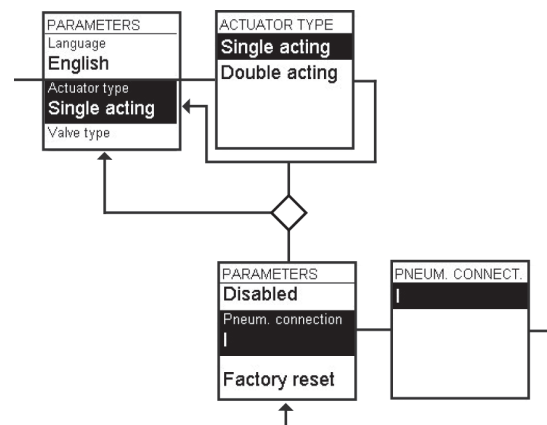 PARAMETERS
Language
English
Actuator type
Single acting
Valve type
ACTUATOR TYPE
Single acting
Double acting
PARAMETERS
Disabled
Pneum. connection
I
Factory reset
PNEUM. CONNECT.
I